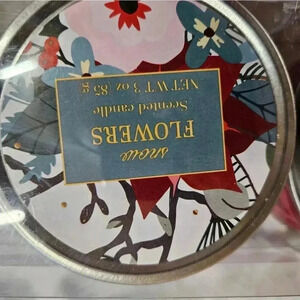 snow
FLOWERS
Scented candle
NET WT 3 oz 85 g